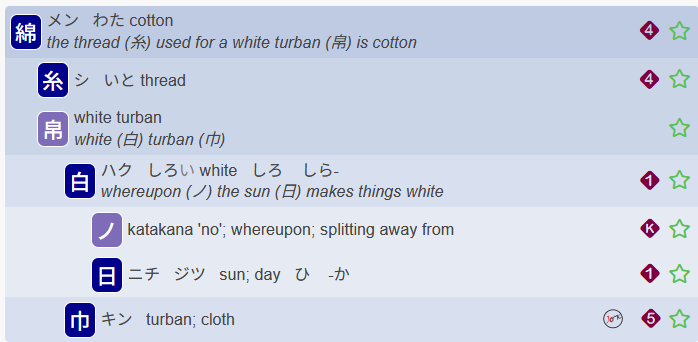 綿 メン わた cotton 4
the thread (糸) used for a white turban (帛) is cotton
糸 シ いと thread 4
帛 white turban
white (白) turban (巾)
白 ハク しろい white しろ しら- 1
whereupon (ノ) the sun (日) makes things white
ノ katakana 'no'; whereupon; splitting away from K
日 ニチ ジツ sun; day ひ -か 1
巾 キン turban; cloth 5